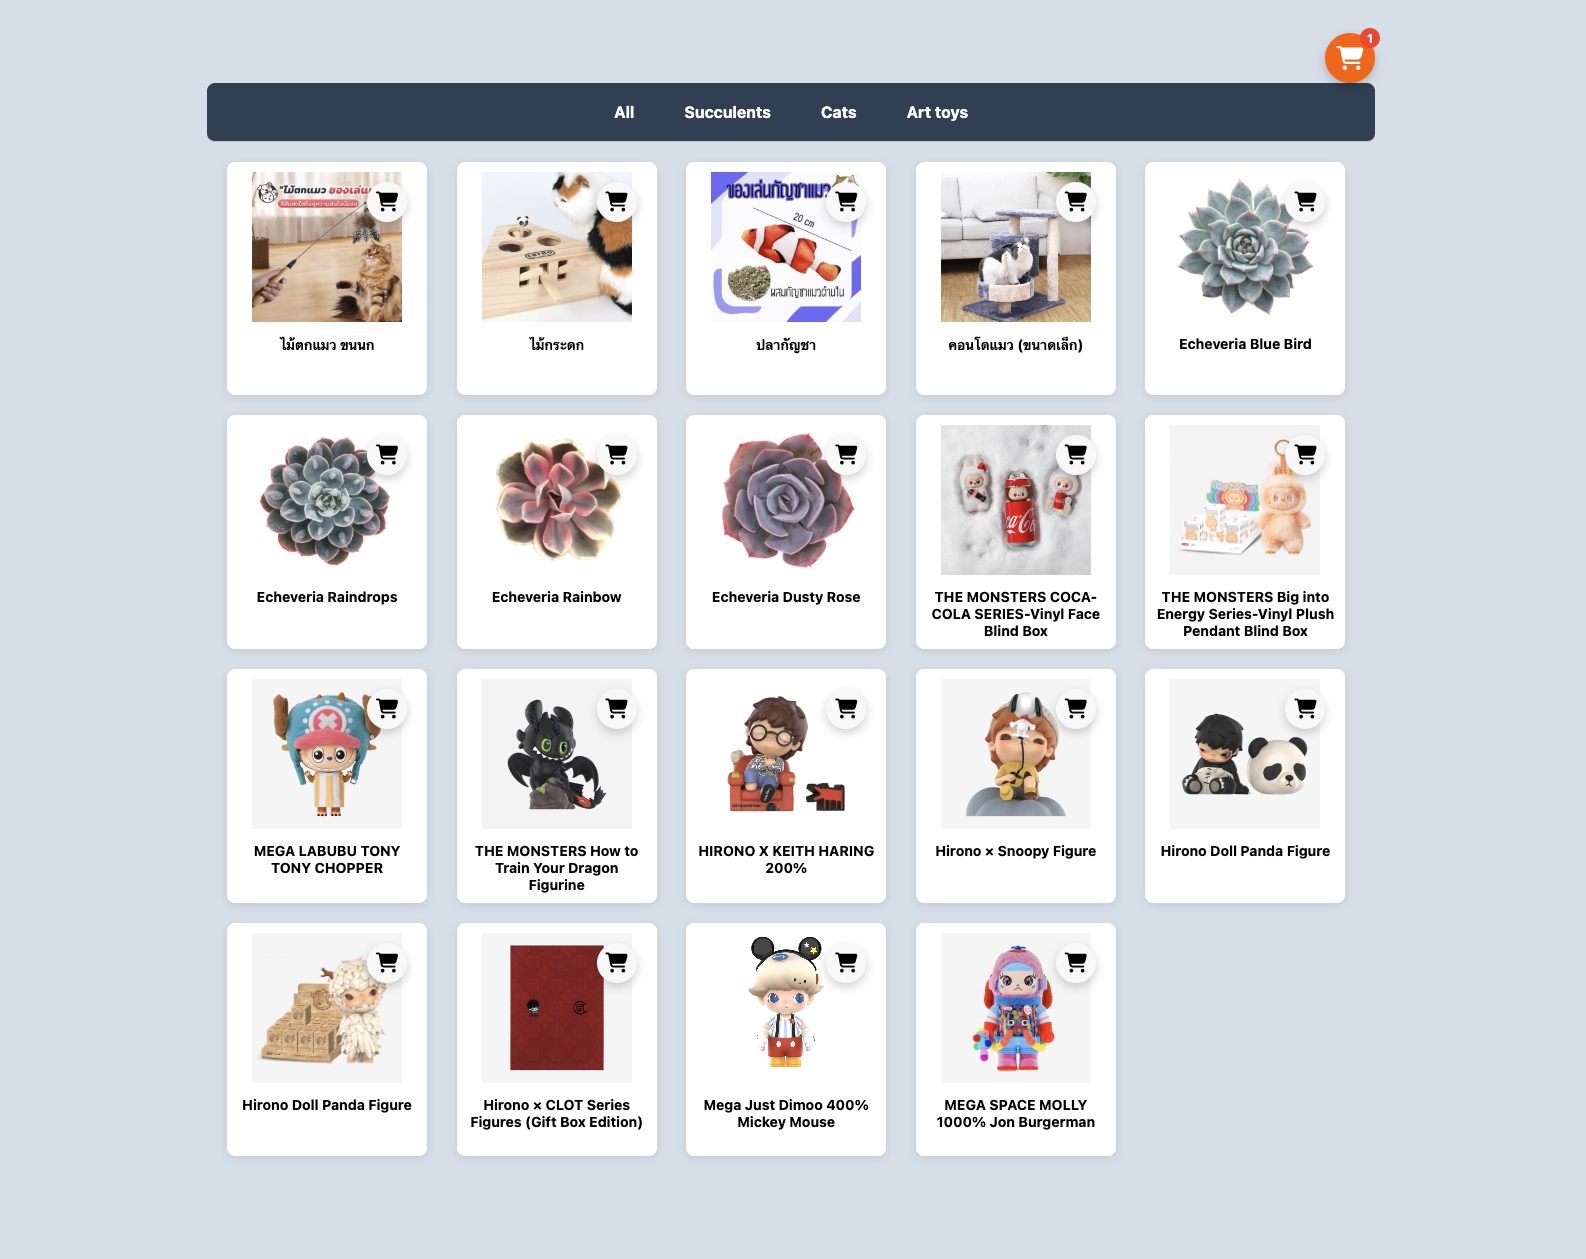 1
All
Succulents
Cats
Art toys
"ไม้ตกแมว ของเล่น
ไม้ตกแมว ขนนก
ไม้กระดก
ของเล่นกัญชาแมว
20 cm
ผสมกัญชาแมวด้านใน
ปลากัญชา
คอนโดแมว (ขนาดเล็ก)
Echeveria Blue Bird
Echeveria Raindrops
Echeveria Rainbow
Echeveria Dusty Rose
Coca-Co
THE MONSTERS COCA-
COLA SERIES-Vinyl Face
Blind Box
THE MONSTERS Big into
Energy Series-Vinyl Plush
Pendant Blind Box
MEGA LABUBU TONY
TONY CHOPPER
THE MONSTERS How to
Train Your Dragon
Figurine
HIRONO X KEITH HARING
200%
Hirono × Snoopy Figure
Hirono Doll Panda Figure
Hirono Doll Panda Figure
Hirono × CLOT Series
Figures (Gift Box Edition)
Mega Just Dimoo 400%
Mickey Mouse
MEGA SPACE MOLLY
1000% Jon Burgerman